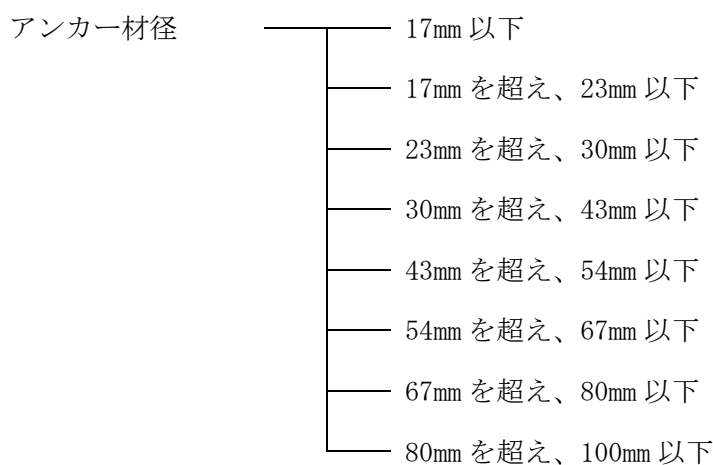 アンカー材径
17mm 以下
17mm を超え、23mm 以下
23mm を超え、30mm 以下
30mm を超え、43mm 以下
43mm を超え、54mm 以下
54mm を超え、67mm 以下
67mm を超え、80mm 以下
80mm を超え、100mm 以下